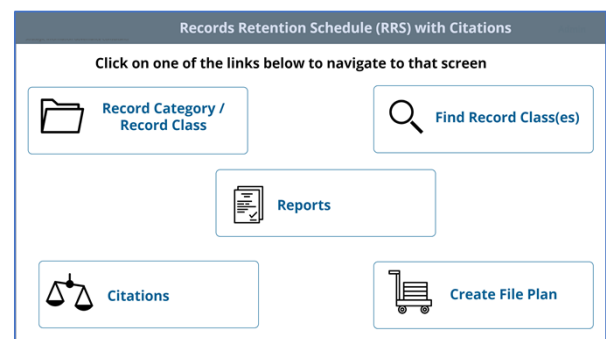 Records Retention Schedule (RRS) with Citations
Click on one of the links below to navigate to that screen
Record Category /
Record Class
Find Record Class(es)
Reports
Citations
Create File Plan